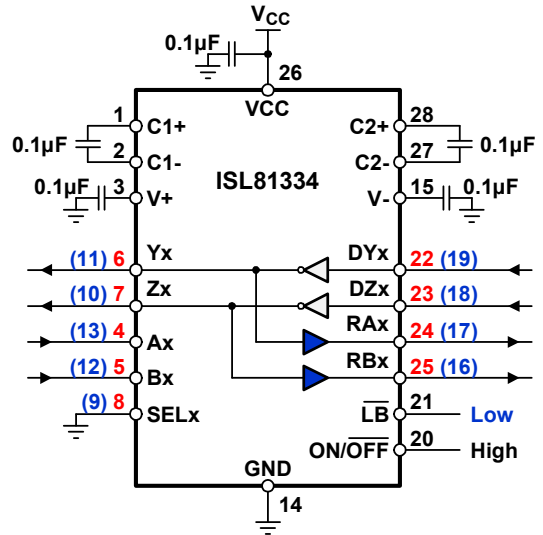 VCC
0.1µF
26
VCC
1 C1+ C2+ 28
0.1µF 0.1µF
2 C1- C2- 27
ISL81334
0.1µF 3 V+ V- 15 0.1µF
(11) 6 Yx DYx 22 (19)
(10) 7 Zx DZx 23 (18)
(13) 4 Ax RAx 24 (17)
(12) 5 Bx RBx 25 (16)
(9) 8 SELx L̅B̅ 21 Low
ON/O̅F̅F̅ 20 High
GND
14